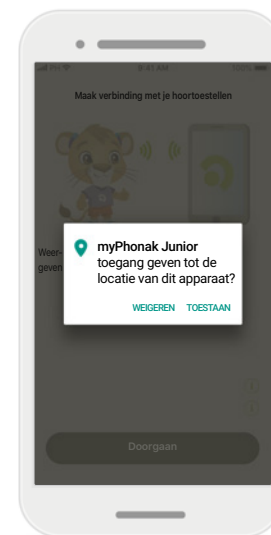 9:41 AM
100%
Maak verbinding met je hoortoestellen
Weer-
geven
myPhonak Junior
toegang geven tot de
locatie van dit apparaat?
WEIGEREN TOESTAAN
Doorgaan